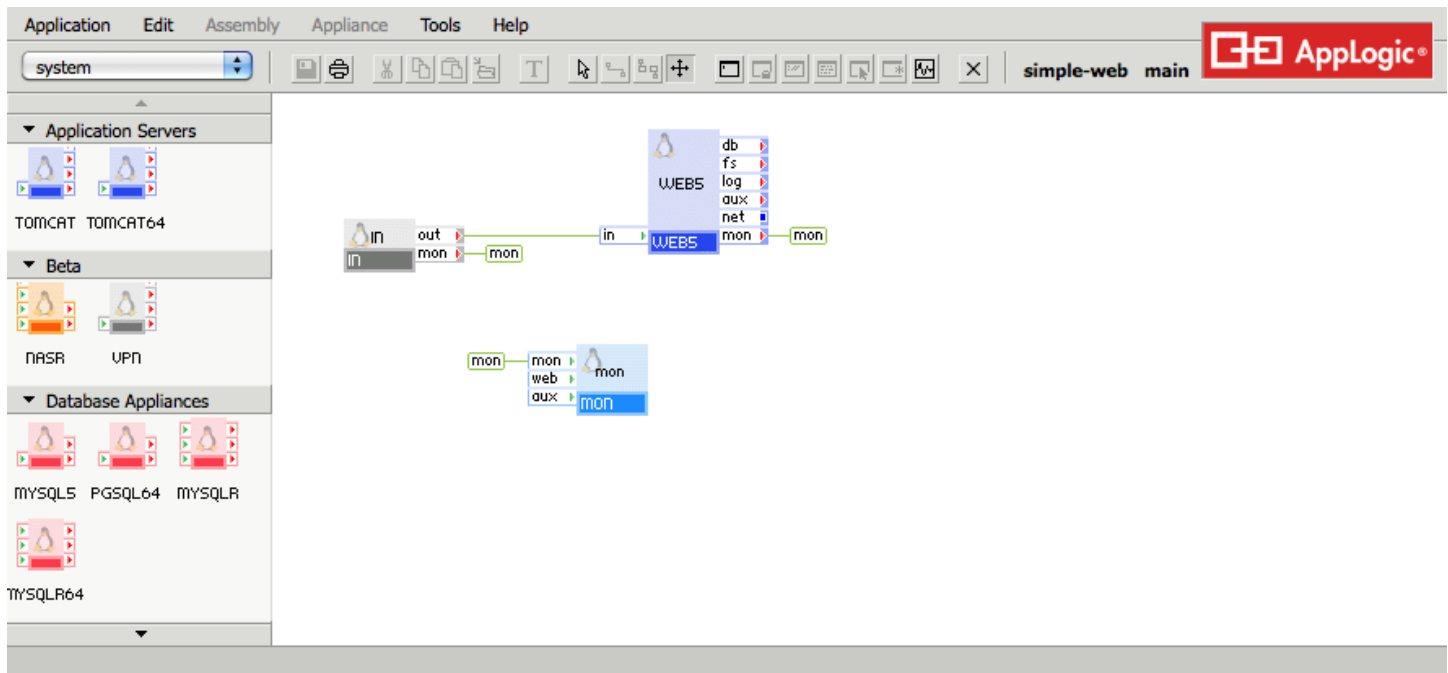 Application Edit Assembly Appliance Tools Help
AppLogic®
system
T
simple-web main
Application Servers
TOMCAT TOMCAT64
Beta
NASR VPN
Database Appliances
MYSQL5 PGSQL64 MYSQLR
MYSQLR64
IN
IN
out
mon
mon
WEB5
WEB5
in
db
fs
log
aux
net
mon
mon
mon
mon
web
aux
mon
mon